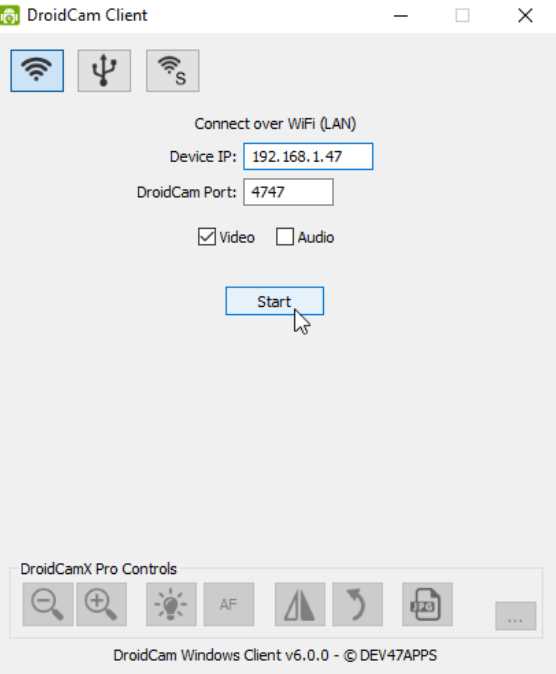 DroidCam Client
S
Connect over WiFi (LAN)
Device IP: 192.168.1.47
DroidCam Port: 4747
Video Audio
Start
DroidCamX Pro Controls
AF JPG ...
DroidCam Windows Client v6.0.0 - © DEV47APPS